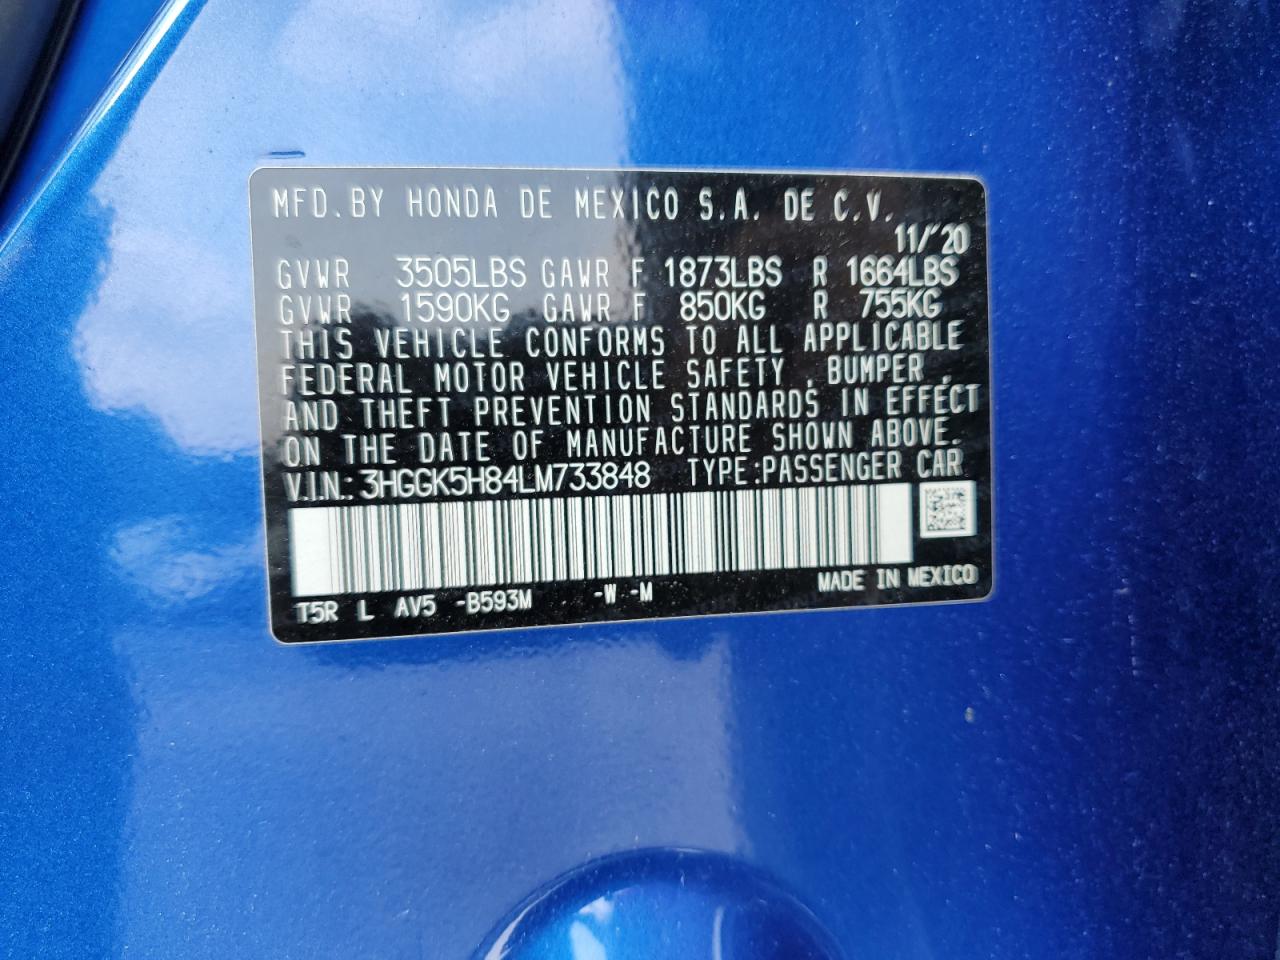 MFD.BY HONDA DE MEXICO S.A. DE C.V.
11/"20
GVWR 3505LBS GAWR F 1873LBS R 1664LBS
GVWR 1590KG GAWR F 850KG R 755KG
THIS VEHICLE CONFORMS TO ALL APPLICABLE
FEDERAL MOTOR VEHICLE SAFETY , BUMPER ,
AND THEFT PREVENTION STANDARDS IN EFFECT
ON THE DATE OF MANUFACTURE SHOWN ABOVE.
V.I.N.: 3HGGK5H84LM733848 TYPE:PASSENGER CAR
T5R L AV5 -B593M -W -M MADE IN MEXICO